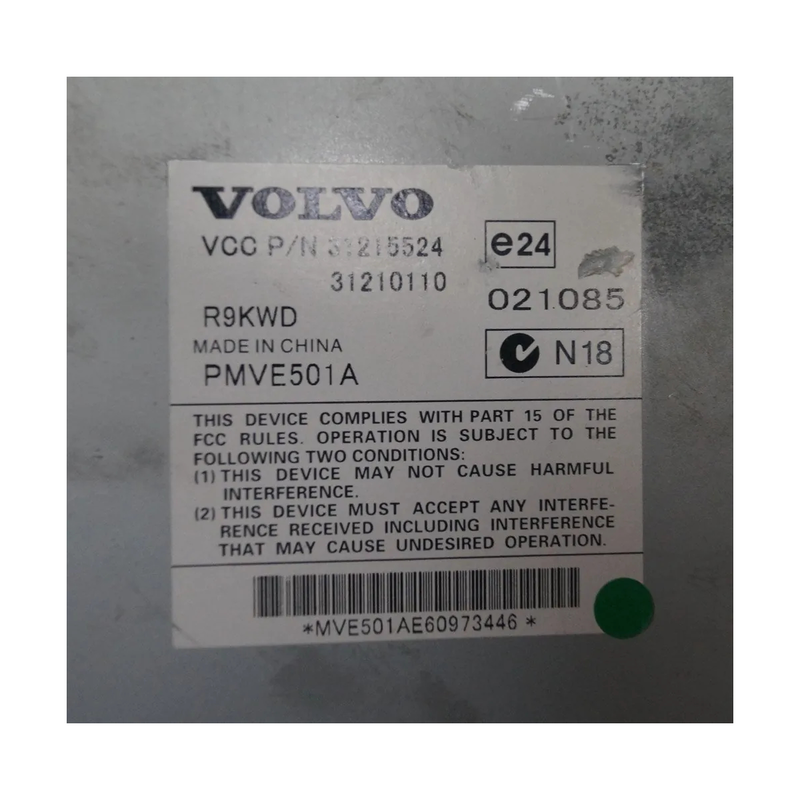 VOLVO
VCC P/N 31215524
31210110
e24
021085
R9KWD
MADE IN CHINA
PMVE501A
N18
THIS DEVICE COMPLIES WITH PART 15 OF THE
FCC RULES. OPERATION IS SUBJECT TO THE
FOLLOWING TWO CONDITIONS:
(1) THIS DEVICE MAY NOT CAUSE HARMFUL
INTERFERENCE.
(2) THIS DEVICE MUST ACCEPT ANY INTERFE-
RENCE RECEIVED INCLUDING INTERFERENCE
THAT MAY CAUSE UNDESIRED OPERATION.
*MVE501AE60973446*